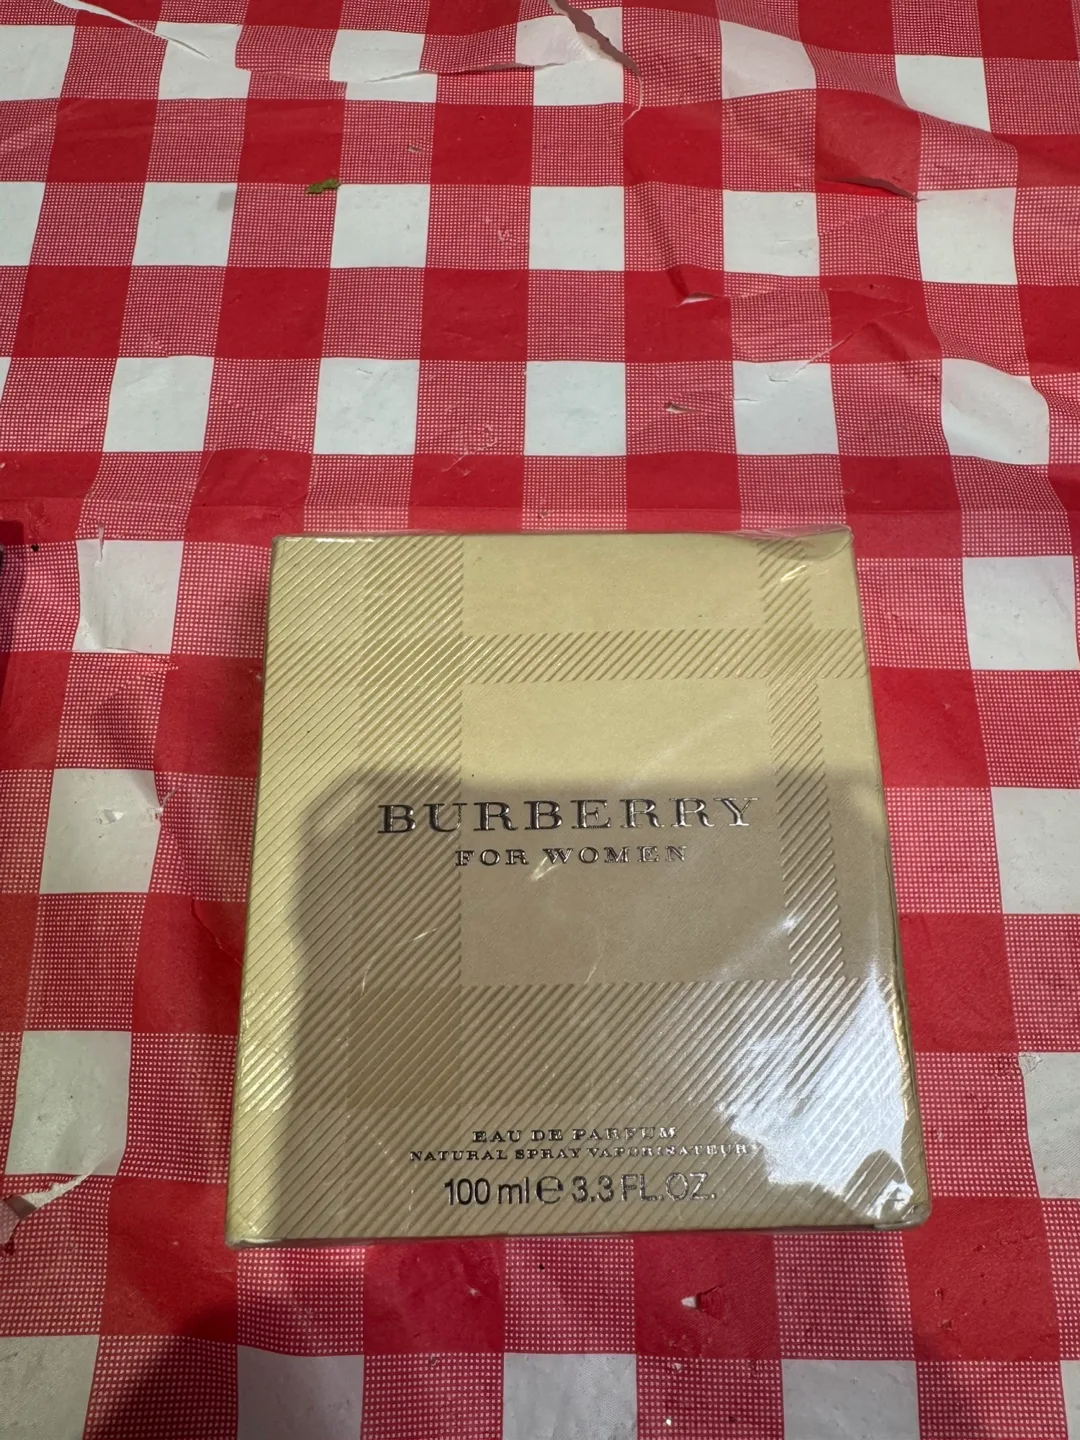 BURBERRY
FOR WOMEN
EAU DE PARFUM
NATURAL SPRAY VAPORISATEUR
100 ml ℮ 3.3 FL.OZ.